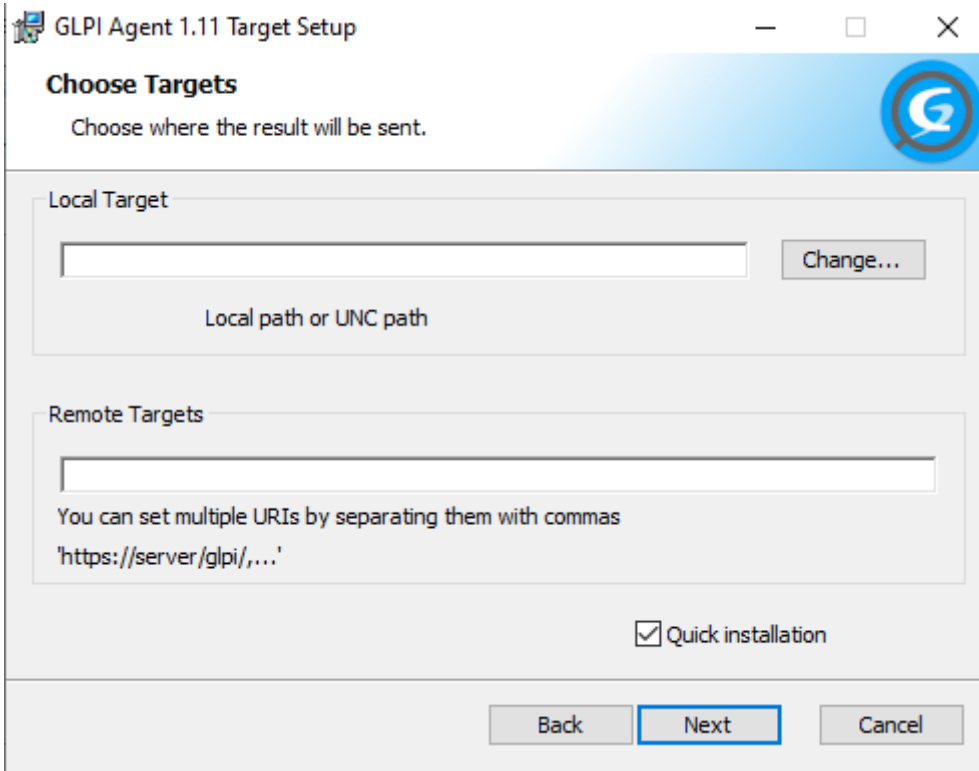 GLPI Agent 1.11 Target Setup
Choose Targets
Choose where the result will be sent.
Local Target
Change...
Local path or UNC path
Remote Targets
You can set multiple URIs by separating them with commas
'https://server/glpi/,...'
Quick installation
Back Next Cancel